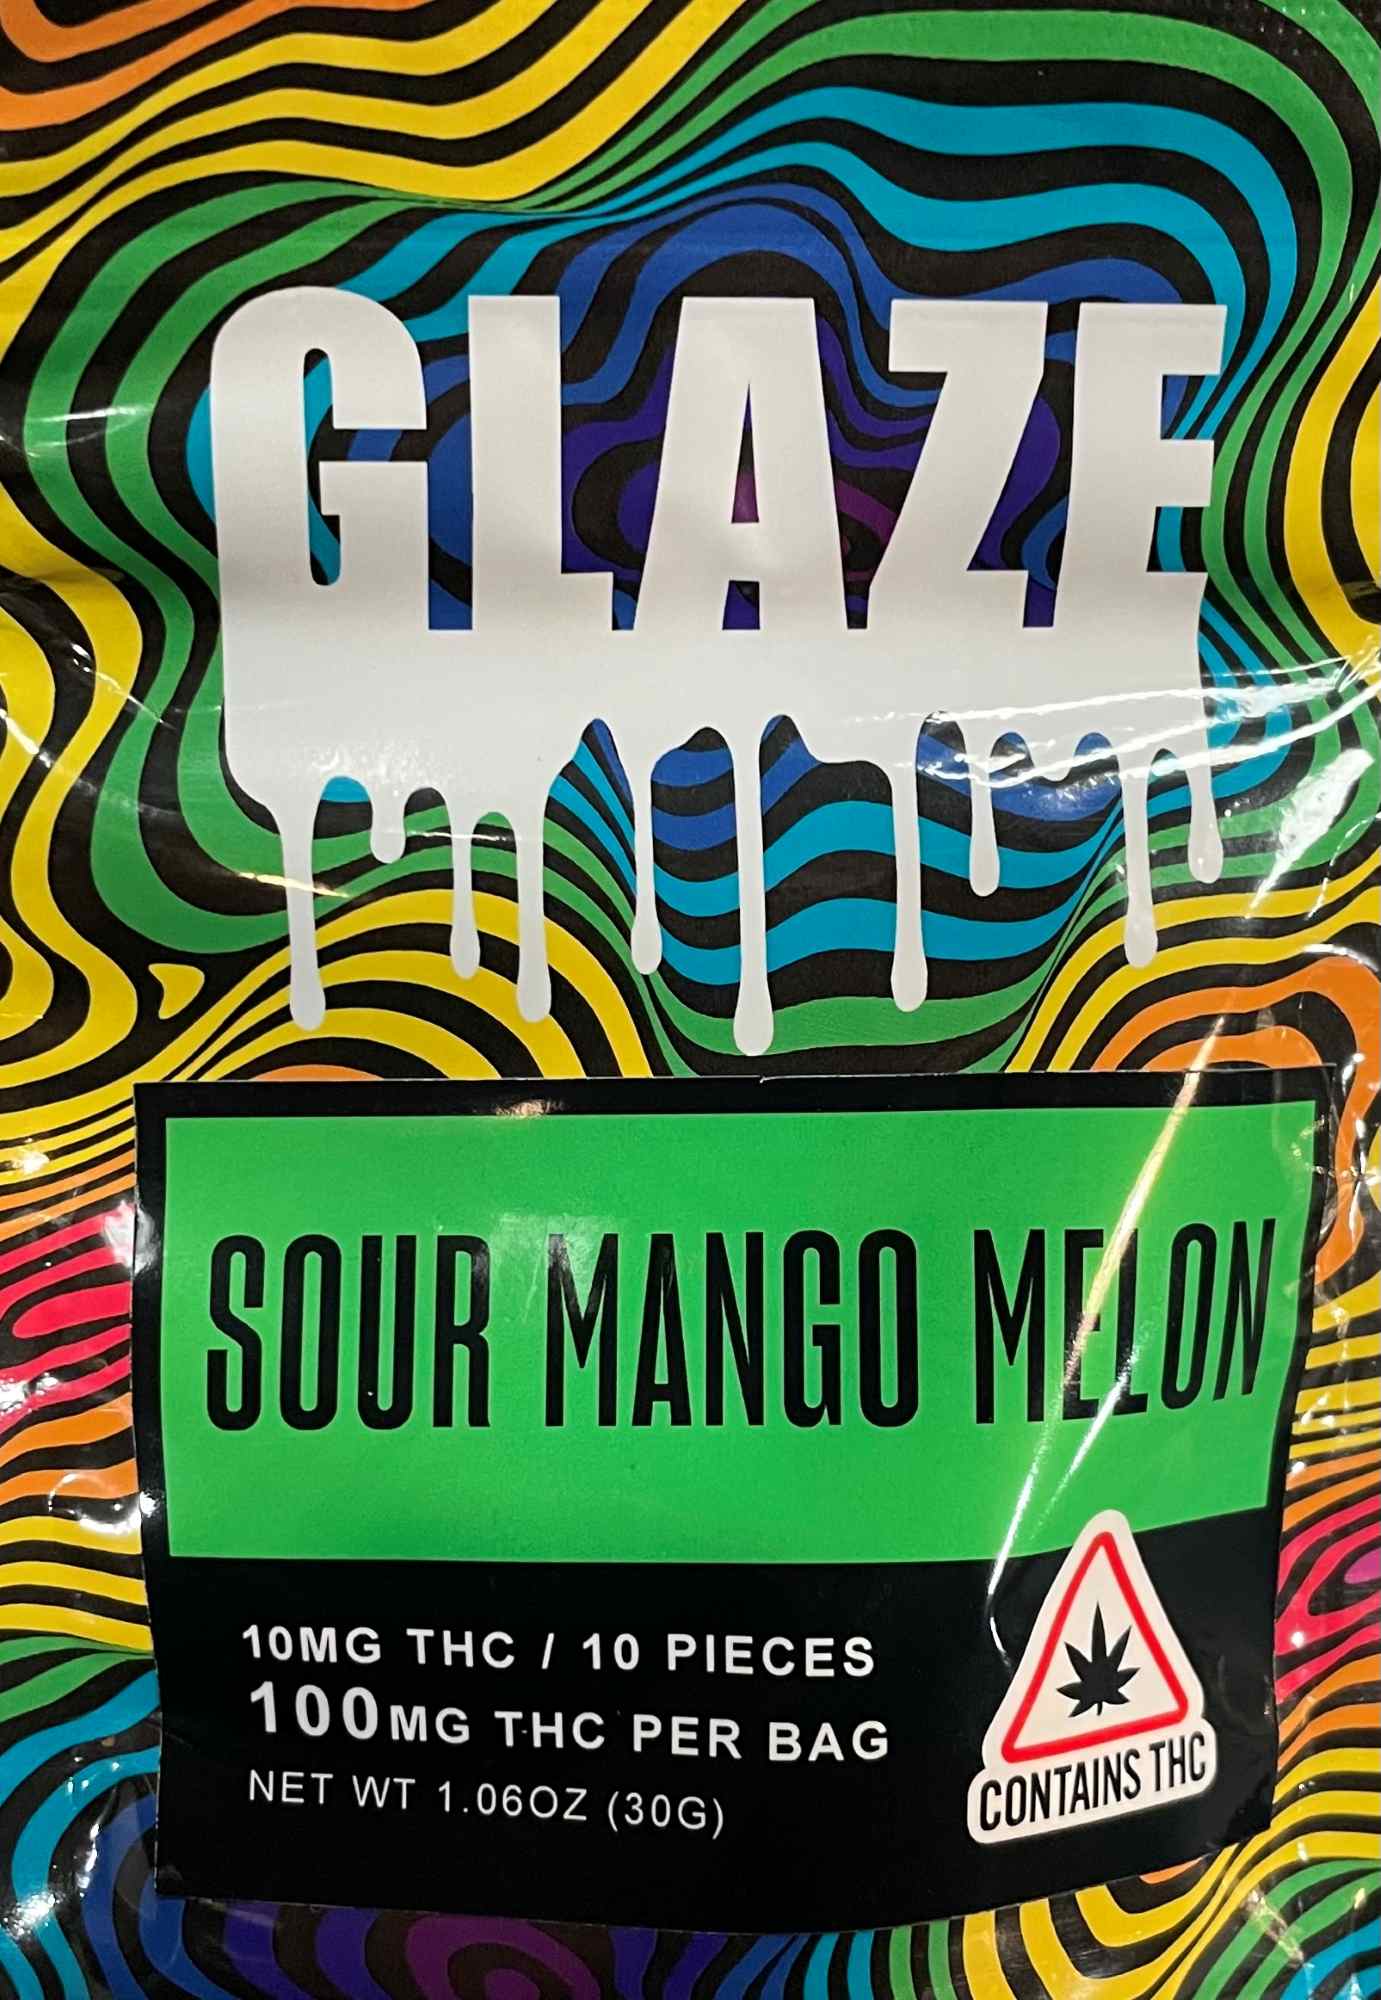 GLAZE
SOUR MANGO MELON
10MG THC / 10 PIECES
100MG THC PER BAG
NET WT 1.06OZ (30G)
CONTAINS THC